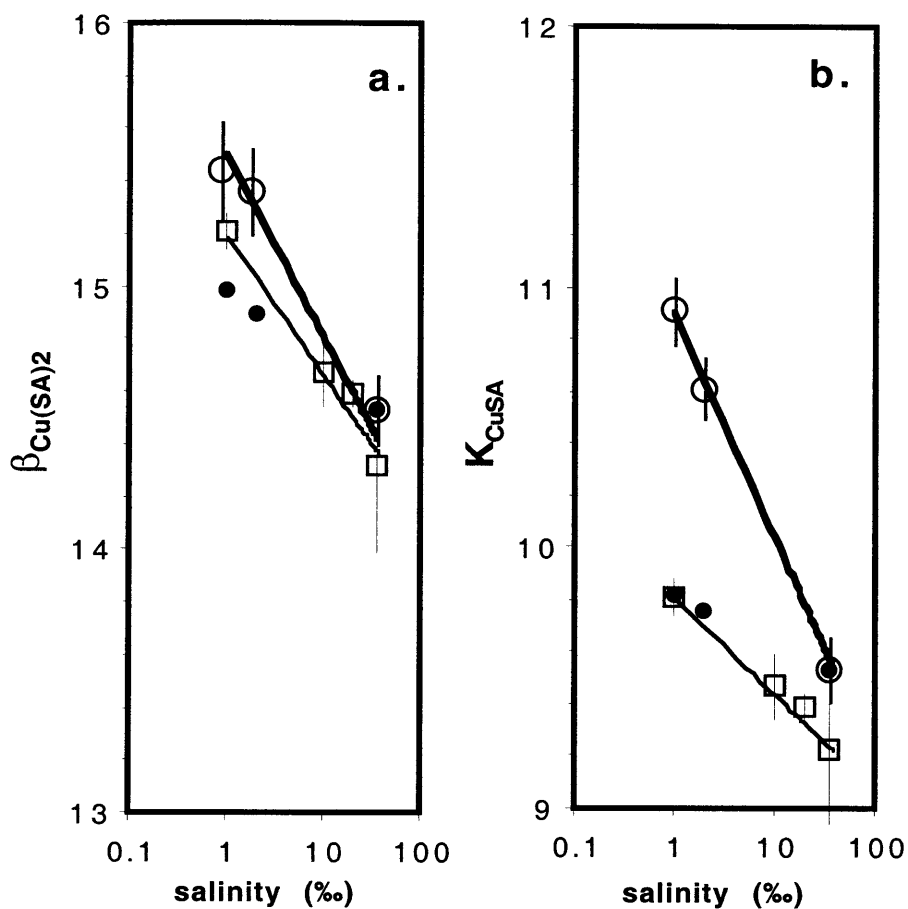 a.
16
15
14
13
βCu(SA)2
0.1 1 10 100
salinity (‰)
b.
12
11
10
9
KCuSA
0.1 1 10 100
salinity (‰)